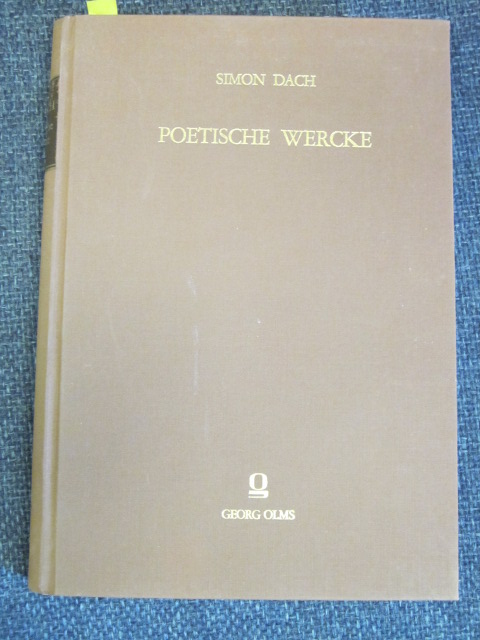 SIMON DACH
POETISCHE WERCKE
GEORG OLMS